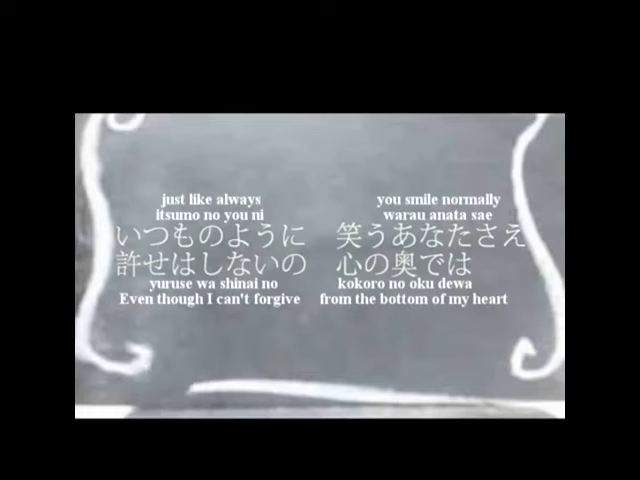 just like always you smile normally
itsumo no you ni warau anata sae
いつものように 笑うあなたさえ
許せはしないの 心の奥では
yuruse wa shinai no kokoro no oku dewa
Even though I can't forgive from the bottom of my heart